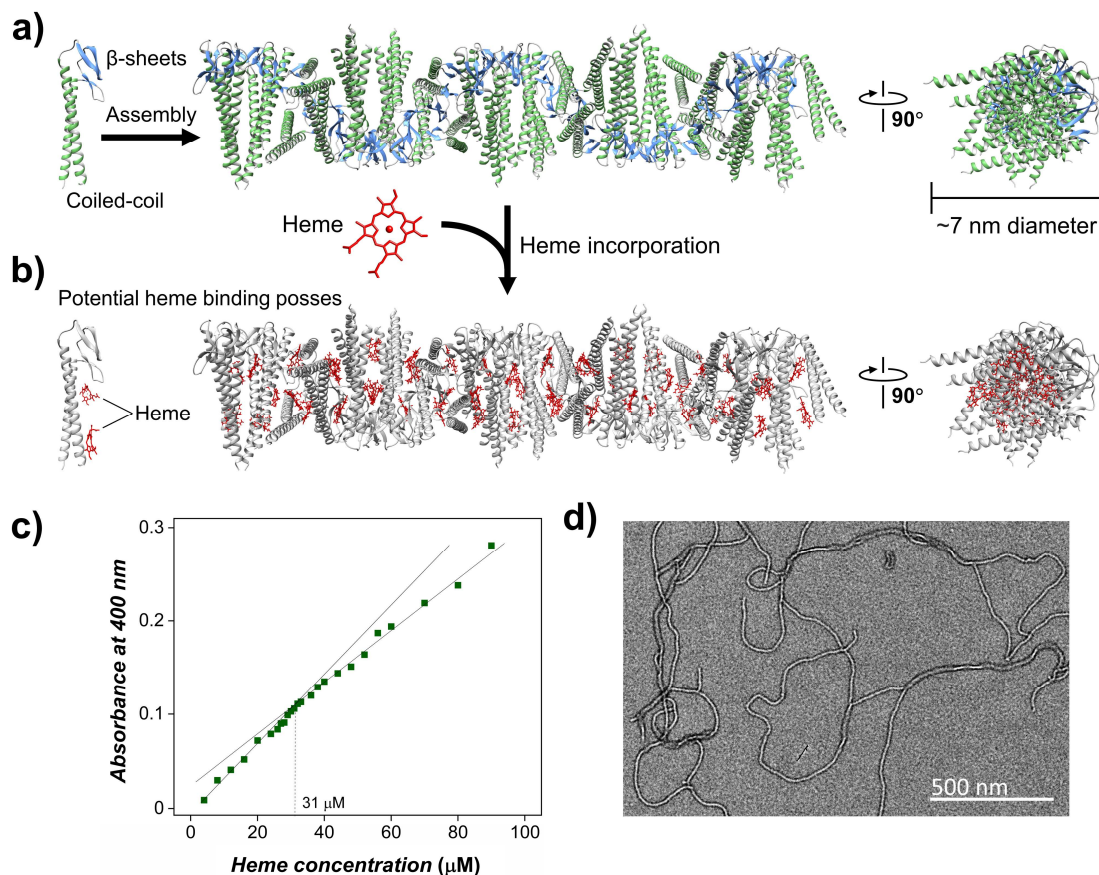 a)
β-sheets
Assembly
Coiled-coil
90°
~7 nm diameter
Heme
Heme incorporation
b)
Potential heme binding posses
Heme
90°
c)
Absorbance at 400 nm
0.3
0.2
0.1
0
31 μM
0 20 40 60 80 100
Heme concentration (μM)
d)
500 nm